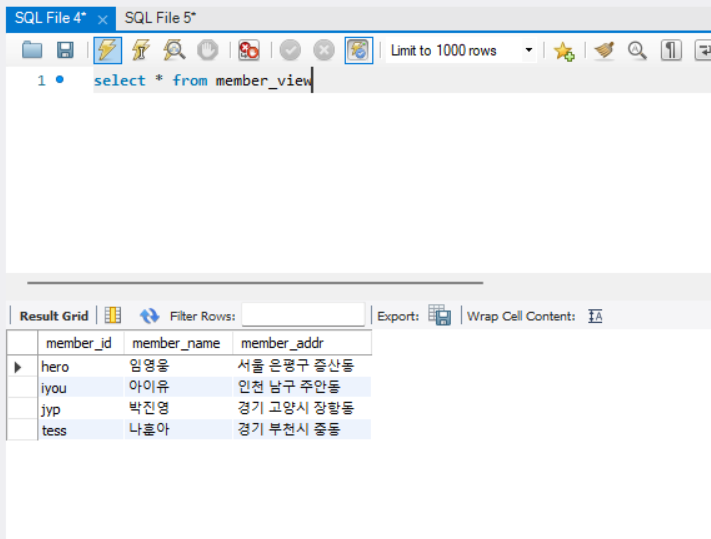 SQL File 4* × SQL File 5*
Limit to 1000 rows
1 select * from member_view
Result Grid Filter Rows: Export: Wrap Cell Content: IA
member_id member_name member_addr
hero 임영웅 서울 은평구 증산동
iyou 아이유 인천 남구 주안동
jyp 박진영 경기 고양시 장항동
tess 나훈아 경기 부천시 중동